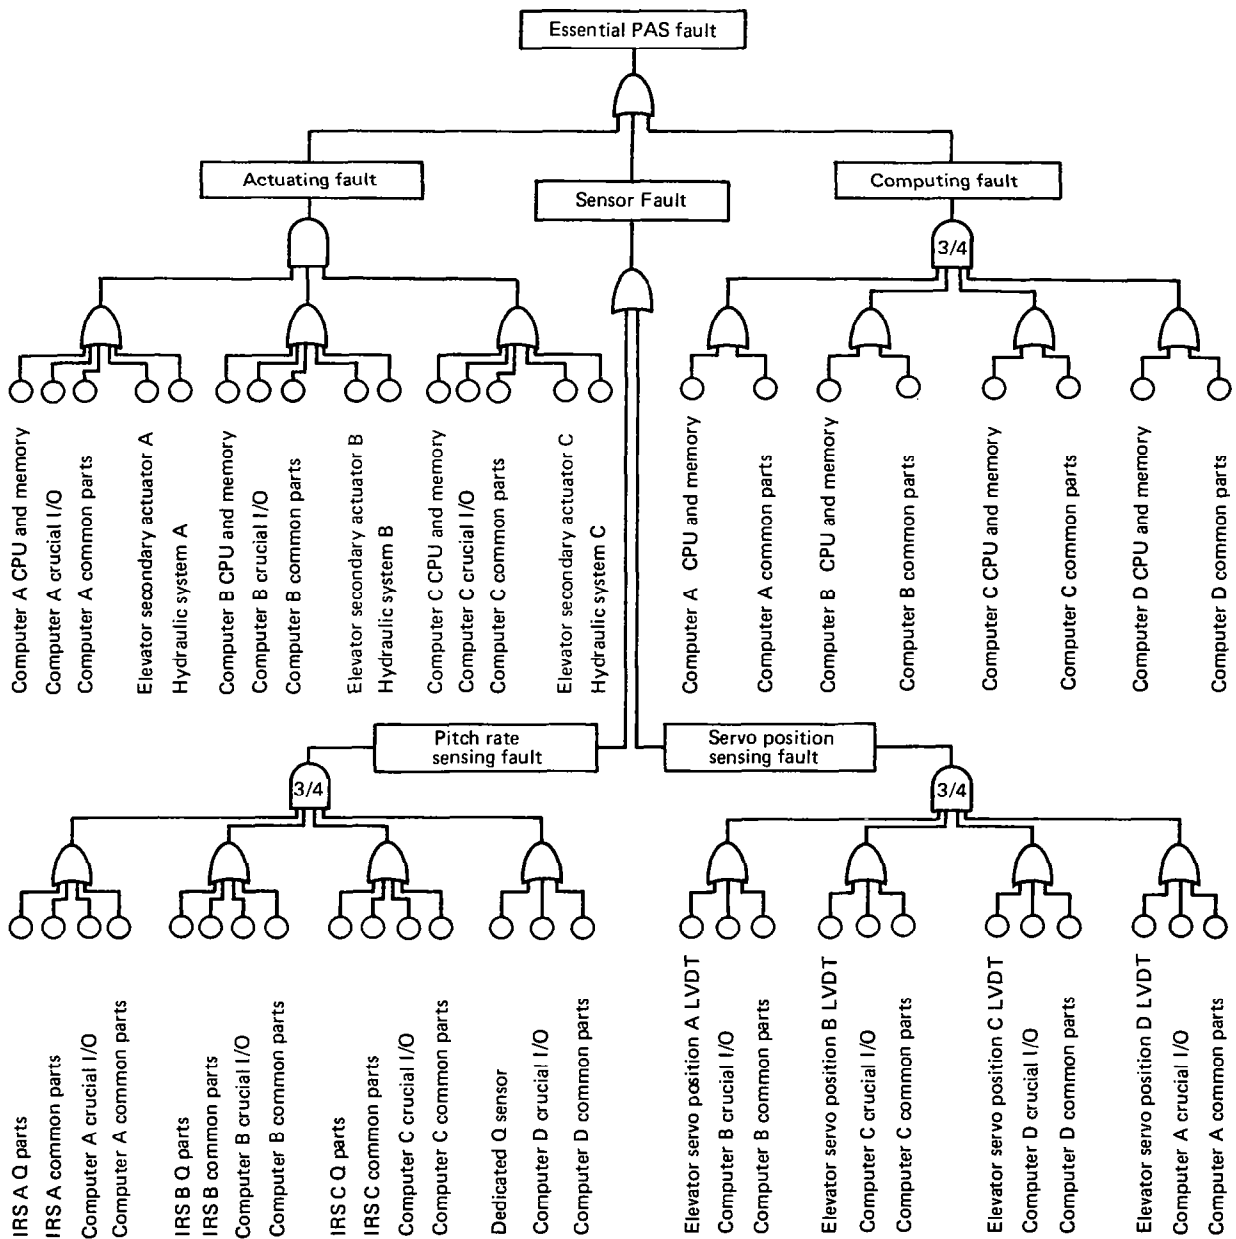 Essential PAS fault
Actuating fault
Sensor Fault
Computing fault
3/4
Computer A CPU and memory
Computer A crucial I/O
Computer A common parts
Elevator secondary actuator A
Hydraulic system A
Computer B CPU and memory
Computer B crucial I/O
Computer B common parts
Elevator secondary actuator B
Hydraulic system B
Computer C CPU and memory
Computer C crucial I/O
Computer C common parts
Elevator secondary actuator C
Hydraulic system C
Computer A CPU and memory
Computer A common parts
Computer B CPU and memory
Computer B common parts
Computer C CPU and memory
Computer C common parts
Computer D CPU and memory
Computer D common parts
Pitch rate
sensing fault
Servo position
sensing fault
3/4
3/4
IRS A Q parts
IRS A common parts
Computer A crucial I/O
Computer A common parts
IRS B Q parts
IRS B common parts
Computer B crucial I/O
Computer B common parts
IRS C Q parts
IRS C common parts
Computer C crucial I/O
Computer C common parts
Dedicated Q sensor
Computer D crucial I/O
Computer D common parts
Elevator servo position A LVDT
Computer B crucial I/O
Computer B common parts
Elevator servo position B LVDT
Computer C crucial I/O
Computer C common parts
Elevator servo position C LVDT
Computer D crucial I/O
Computer D common parts
Elevator servo position D LVDT
Computer A crucial I/O
Computer A common parts